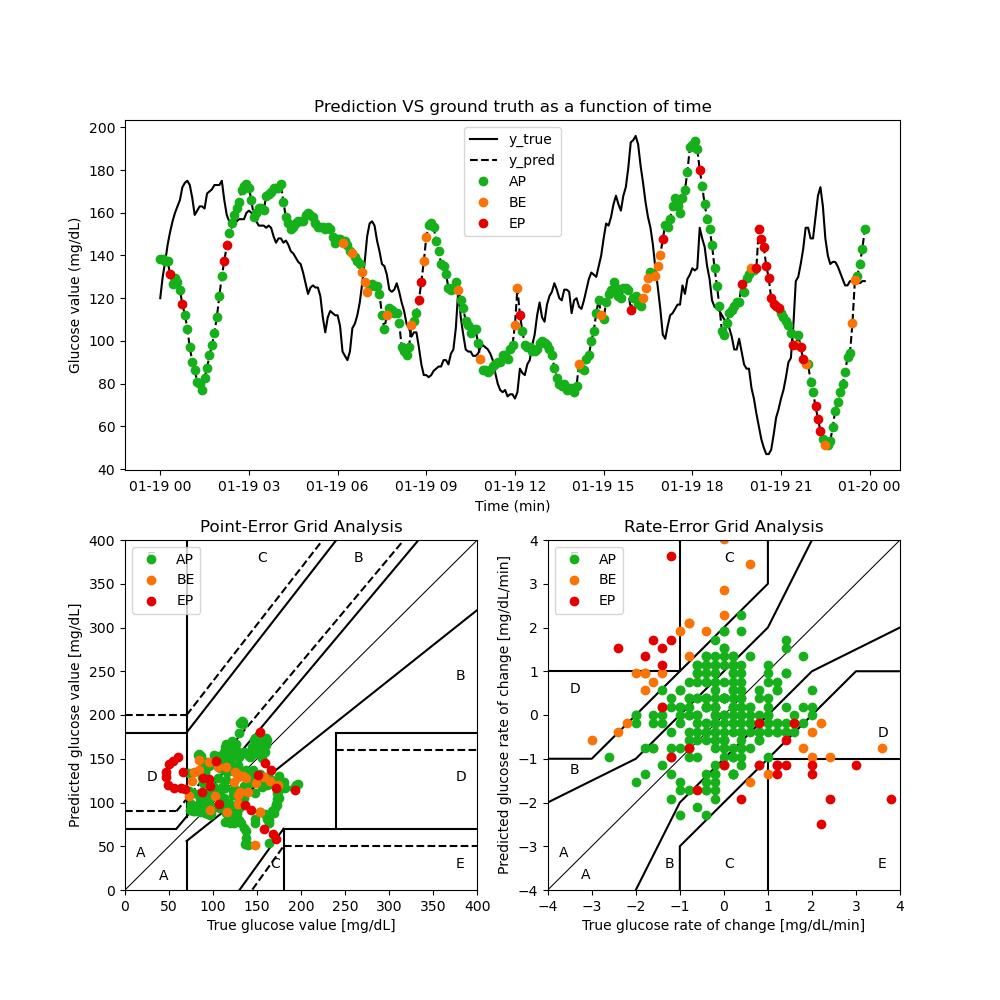 Prediction VS ground truth as a function of time
y_true
y_pred
AP
BE
EP
Glucose value (mg/dL)
200
180
160
140
120
100
80
60
40
01-19 00 01-19 03 01-19 06 01-19 09 01-19 12 01-19 15 01-19 18 01-19 21 01-20 00
Time (min)
Point-Error Grid Analysis
AP
BE
EP
C
B
B
D
D
A
A
C
E
Predicted glucose value [mg/dL]
400
350
300
250
200
150
100
50
0
0 50 100 150 200 250 300 350 400
True glucose value [mg/dL]
Rate-Error Grid Analysis
AP
BE
EP
C
D
D
B
A
A
B
C
E
Predicted glucose rate of change [mg/dL/min]
4
3
2
1
0
−1
−2
−3
−4
−4 −3 −2 −1 0 1 2 3 4
True glucose rate of change [mg/dL/min]